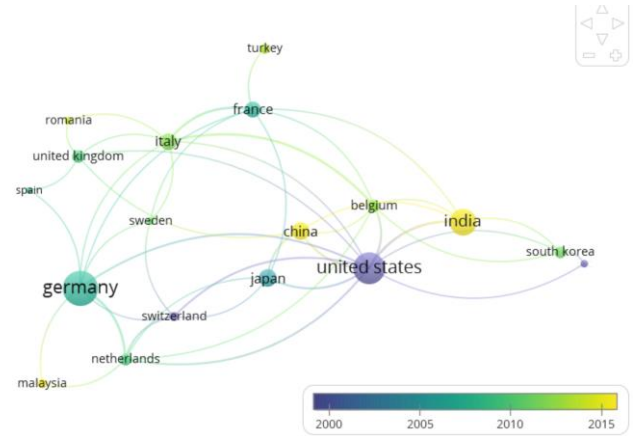 turkey
france
romania
italy
united kingdom
spain
belgium
sweden
india
china
south korea
united states
japan
germany
switzerland
netherlands
malaysia
2000 2005 2010 2015